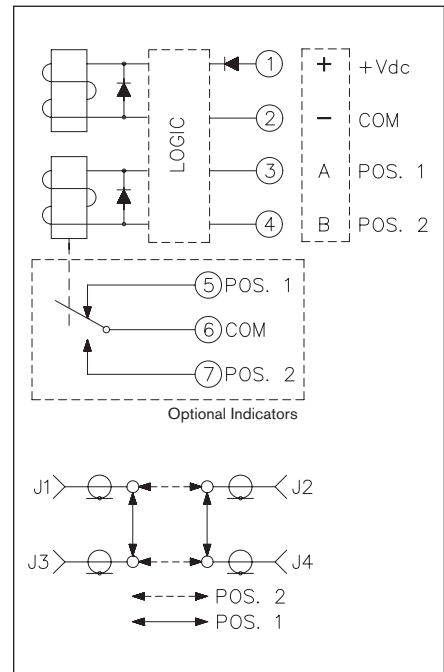 1 + +Vdc
2 − COM
LOGIC
3 A POS. 1
4 B POS. 2
5 POS. 1
6 COM
7 POS. 2
Optional Indicators
J1 J2
J3 J4
POS. 2
POS. 1